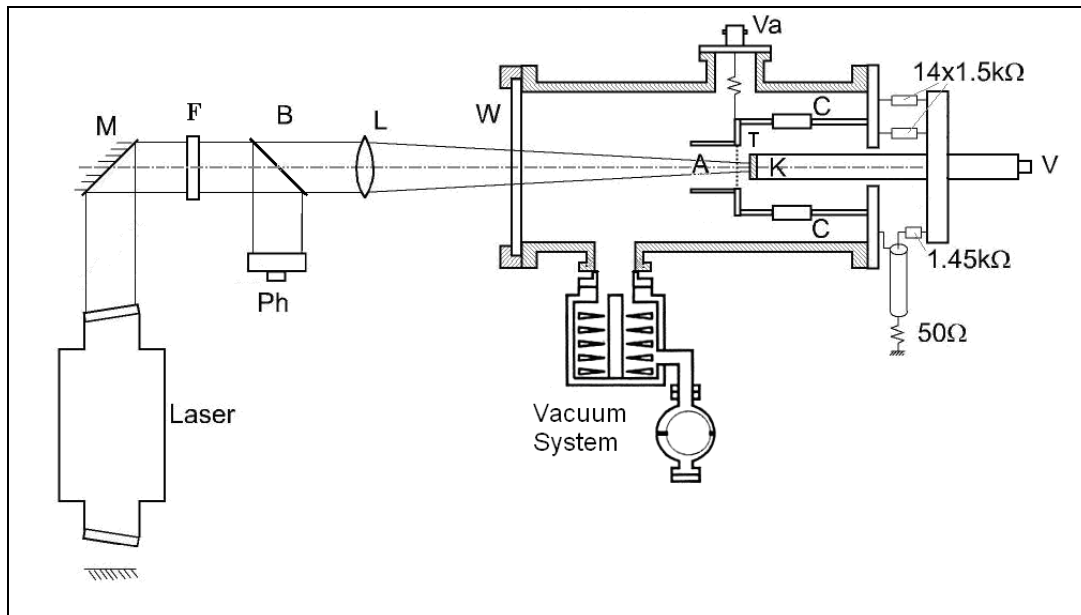 Va
14x1.5kΩ
M
F
B
L
W
C
T
A
K
V
C
1.45kΩ
Ph
50Ω
Laser
Vacuum
System